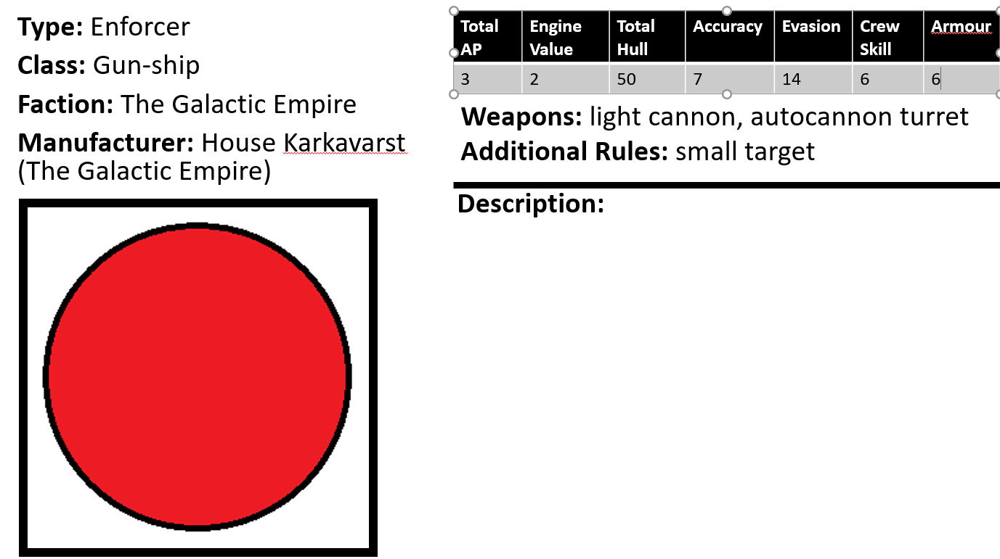 Type: Enforcer
Class: Gun-ship
Faction: The Galactic Empire
Manufacturer: House Karkavarst
(The Galactic Empire)
Total AP Engine Value Total Hull Accuracy Evasion Crew Skill Armour
3 2 50 7 14 6 6
Weapons: light cannon, autocannon turret
Additional Rules: small target
Description: